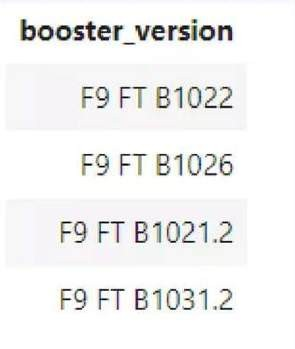 booster_version
F9 FT B1022
F9 FT B1026
F9 FT B1021.2
F9 FT B1031.2